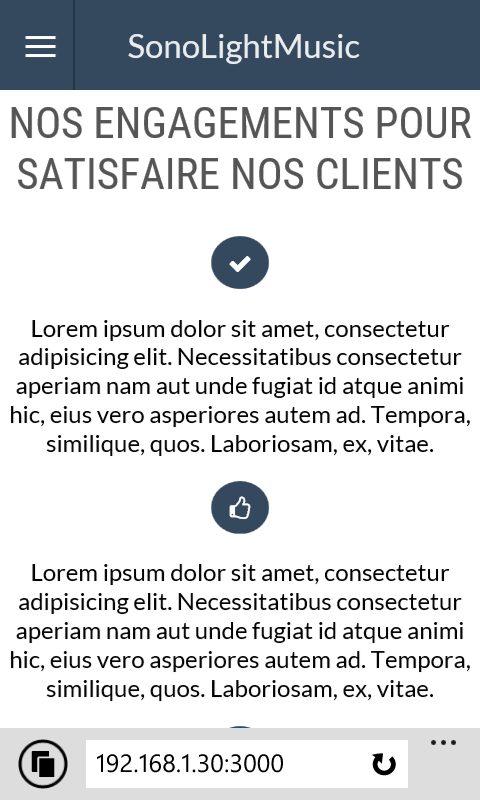 SonoLightMusic
NOS ENGAGEMENTS POUR
SATISFAIRE NOS CLIENTS
Lorem ipsum dolor sit amet, consectetur
adipisicing elit. Necessitatibus consectetur
aperiam nam aut unde fugiat id atque animi
hic, eius vero asperiores autem ad. Tempora,
similique, quos. Laboriosam, ex, vitae.
Lorem ipsum dolor sit amet, consectetur
adipisicing elit. Necessitatibus consectetur
aperiam nam aut unde fugiat id atque animi
hic, eius vero asperiores autem ad. Tempora,
similique, quos. Laboriosam, ex, vitae.
192.168.1.30:3000